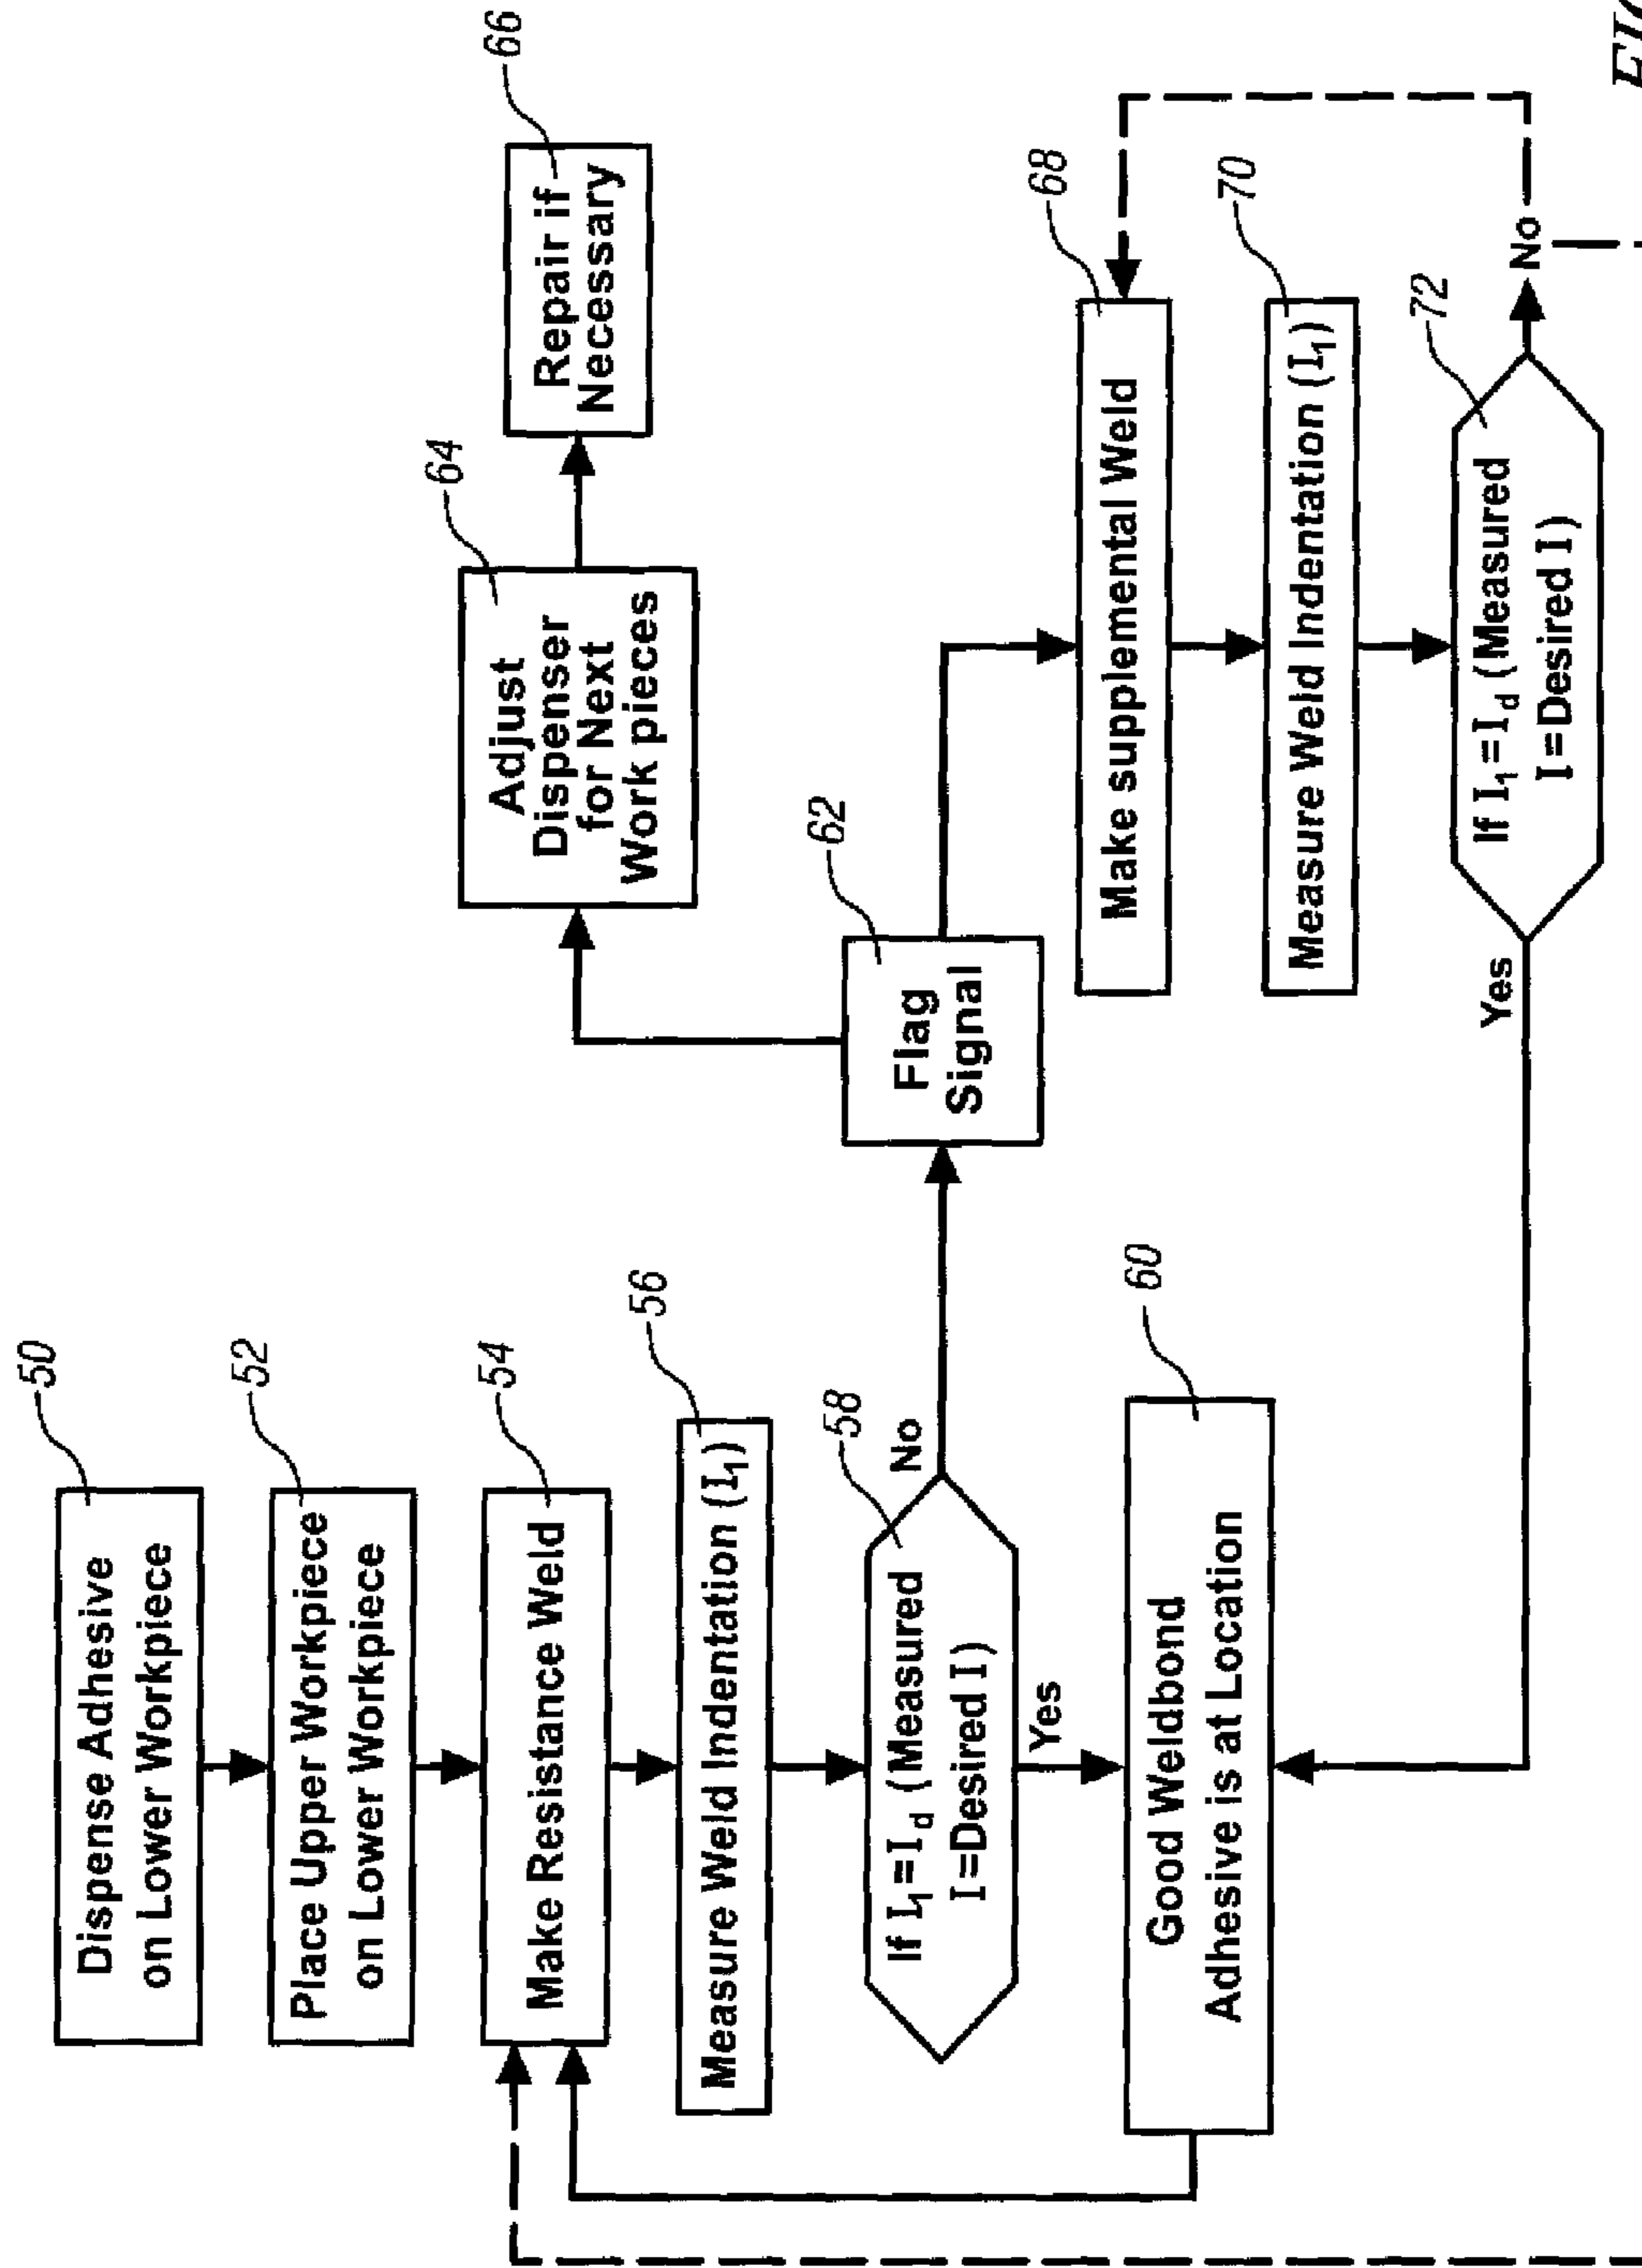 50
Dispense Adhesive
on Lower Workpiece
52
Place Upper Workpiece
on Lower Workpiece
54
Make Resistance Weld
56
Measure Weld Indentation (I₁)
58
If I₁=I_d (Measured
I=Desired I)
No
Yes
60
Good Weldbond
Adhesive is at Location
62
Flag
Signal
64
Adjust
Dispenser
for Next
Work pieces
66
Repair if
Necessary
68
Make supplemental Weld
70
Measure Weld Indentation (I₁)
72
If I₁=I_d (Measured
I=Desired I)
Yes
No